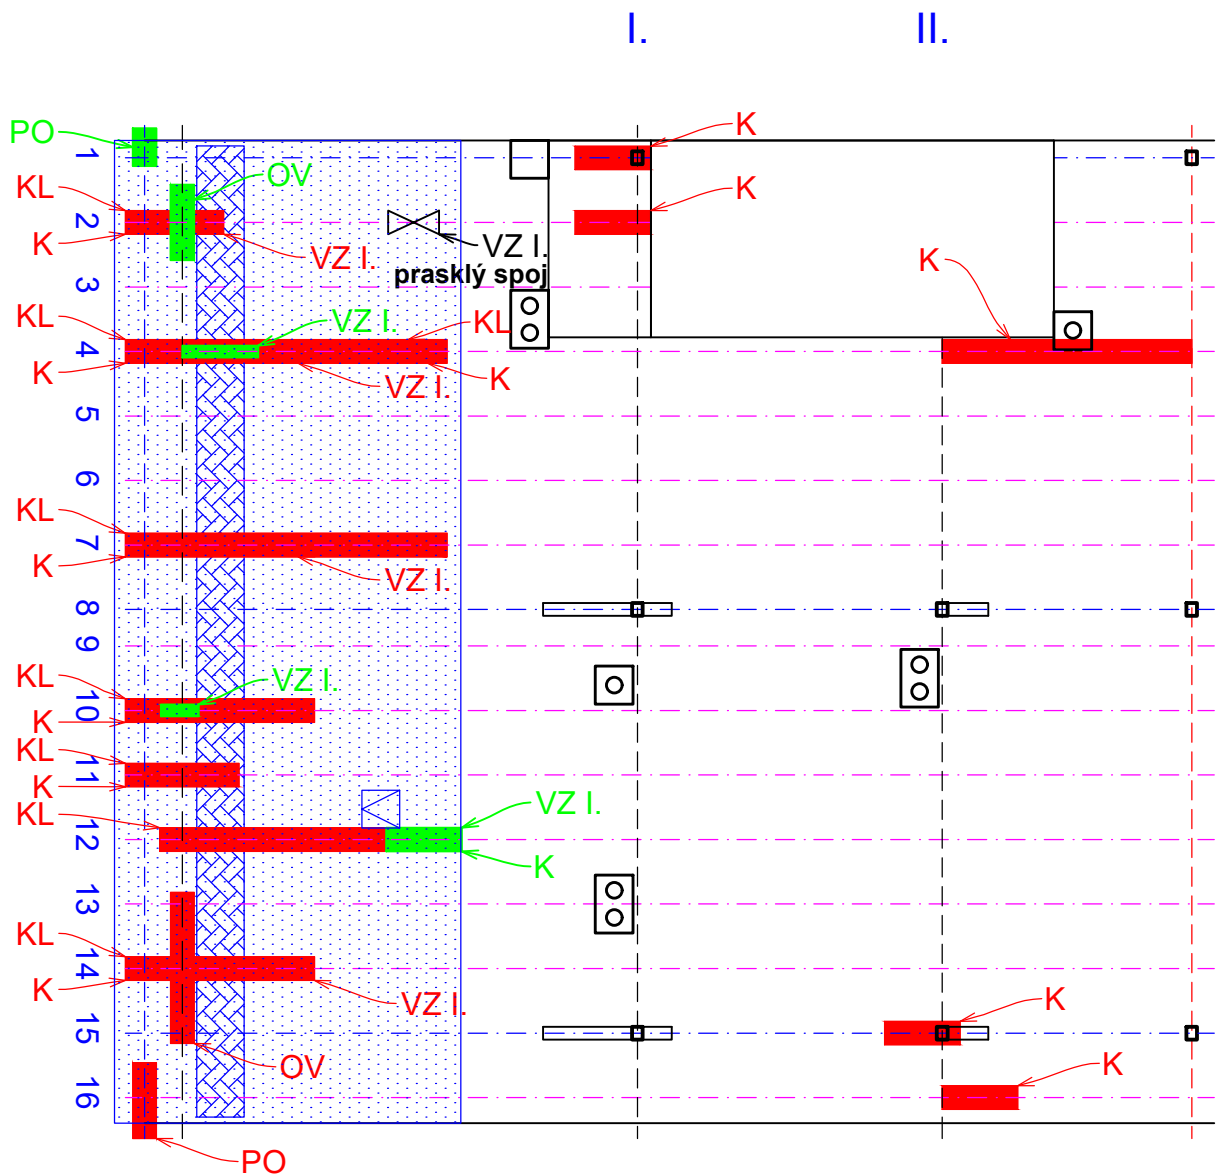 I. II.
PO K
1
OV
KL K
2
K VZ I. VZ I.
prasklý spoj K
3
VZ I. KL
KL
4
K VZ I. K
5
6
KL
7
K VZ I.
8
9
KL VZ I.
10
K
KL
11
K
VZ I.
KL
12
K
13
KL
14
K VZ I. K
15
OV K
16
PO